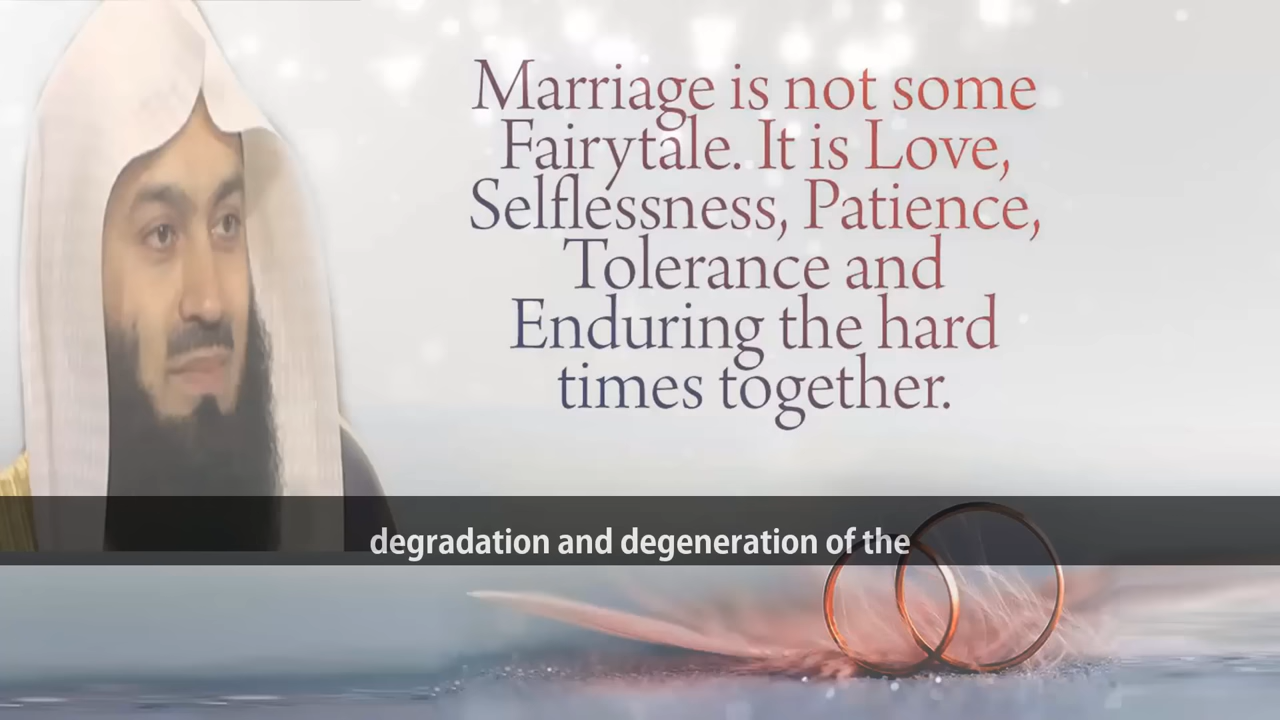 Marriage is not some
Fairytale. It is Love,
Selflessness, Patience,
Tolerance and
Enduring the hard
times together.
degradation and degeneration of the